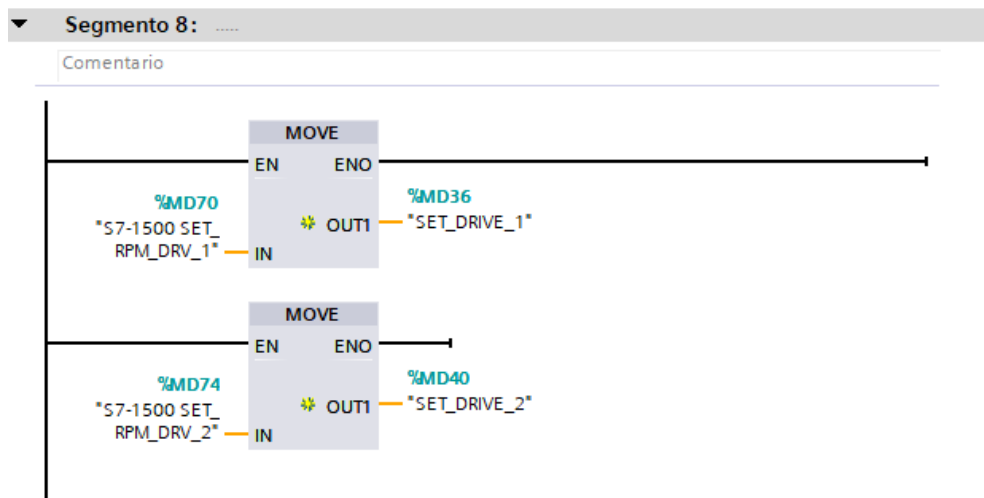 Segmento 8: .....
Comentario
MOVE
EN ENO
%MD70
"S7-1500 SET_
RPM_DRV_1"
IN
OUT1
%MD36
"SET_DRIVE_1"
MOVE
EN ENO
%MD74
"S7-1500 SET_
RPM_DRV_2"
IN
OUT1
%MD40
"SET_DRIVE_2"